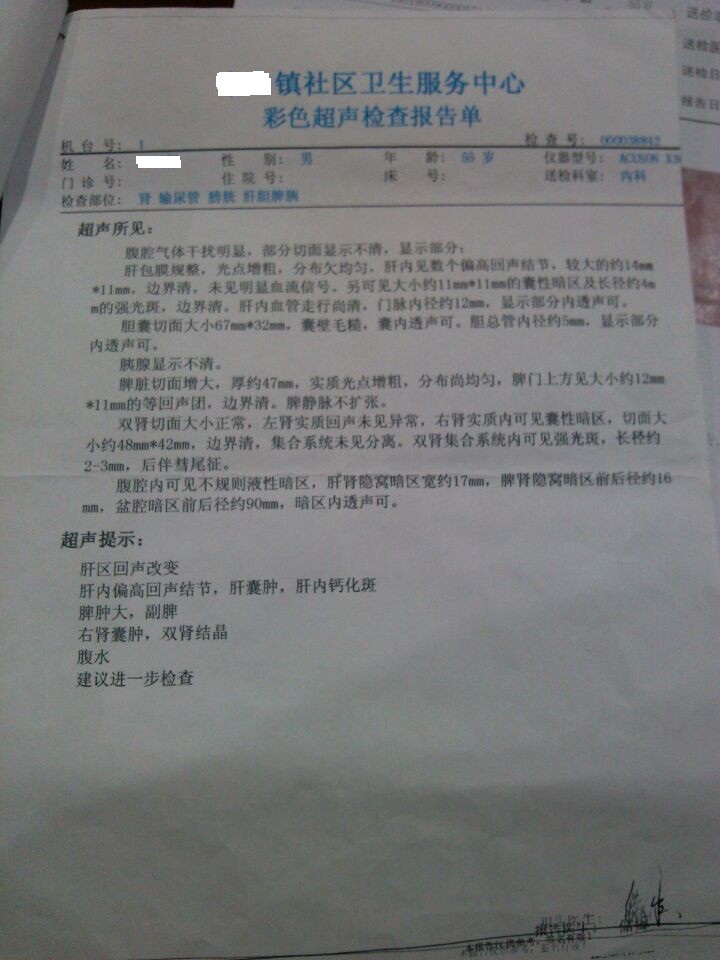 镇社区卫生服务中心
彩色超声检查报告单
机台号: 1 检查号: 000038842
姓名: 性别: 男 年龄: 55 岁 仪器型号: ACUSON X3
门诊号: 住院号: 床号: 送检科室: 内科
检查部位: 肾 输尿管 膀胱 肝胆脾胰
超声所见:
腹腔气体干扰明显，部分切面显示不清，显示部分:
肝包膜规整，光点增粗，分布欠均匀，肝内见数个偏高回声结节，较大的约14mm
*11mm，边界清，未见明显血流信号。另可见大小约11mm*11mm的囊性暗区及长径约4m
m的强光斑，边界清。肝内血管走行尚清，门脉内径约12mm，显示部分内透声可。
胆囊切面大小67mm*32mm，囊壁毛糙，囊内透声可。胆总管内径约5mm，显示部分
内透声可。
胰腺显示不清。
脾脏切面增大，厚约47mm，实质光点增粗，分布尚均匀，脾门上方见大小约12mm
*11mm的等回声团，边界清。脾静脉不扩张。
双肾切面大小正常，左肾实质回声未见异常，右肾实质内可见囊性暗区，切面大
小约48mm*42mm，边界清，集合系统未见分离。双肾集合系统内可见强光斑，长径约
2-3mm，后伴彗尾征。
腹腔内可见不规则液性暗区，肝肾隐窝暗区宽约17mm，脾肾隐窝暗区前后径约16
mm，盆腔暗区前后径约90mm，暗区内透声可。
超声提示:
肝区回声改变
肝内偏高回声结节，肝囊肿，肝内钙化斑
脾肿大，副脾
右肾囊肿，双肾结晶
腹水
建议进一步检查
55岁
送检
送检医
送检日
报告日